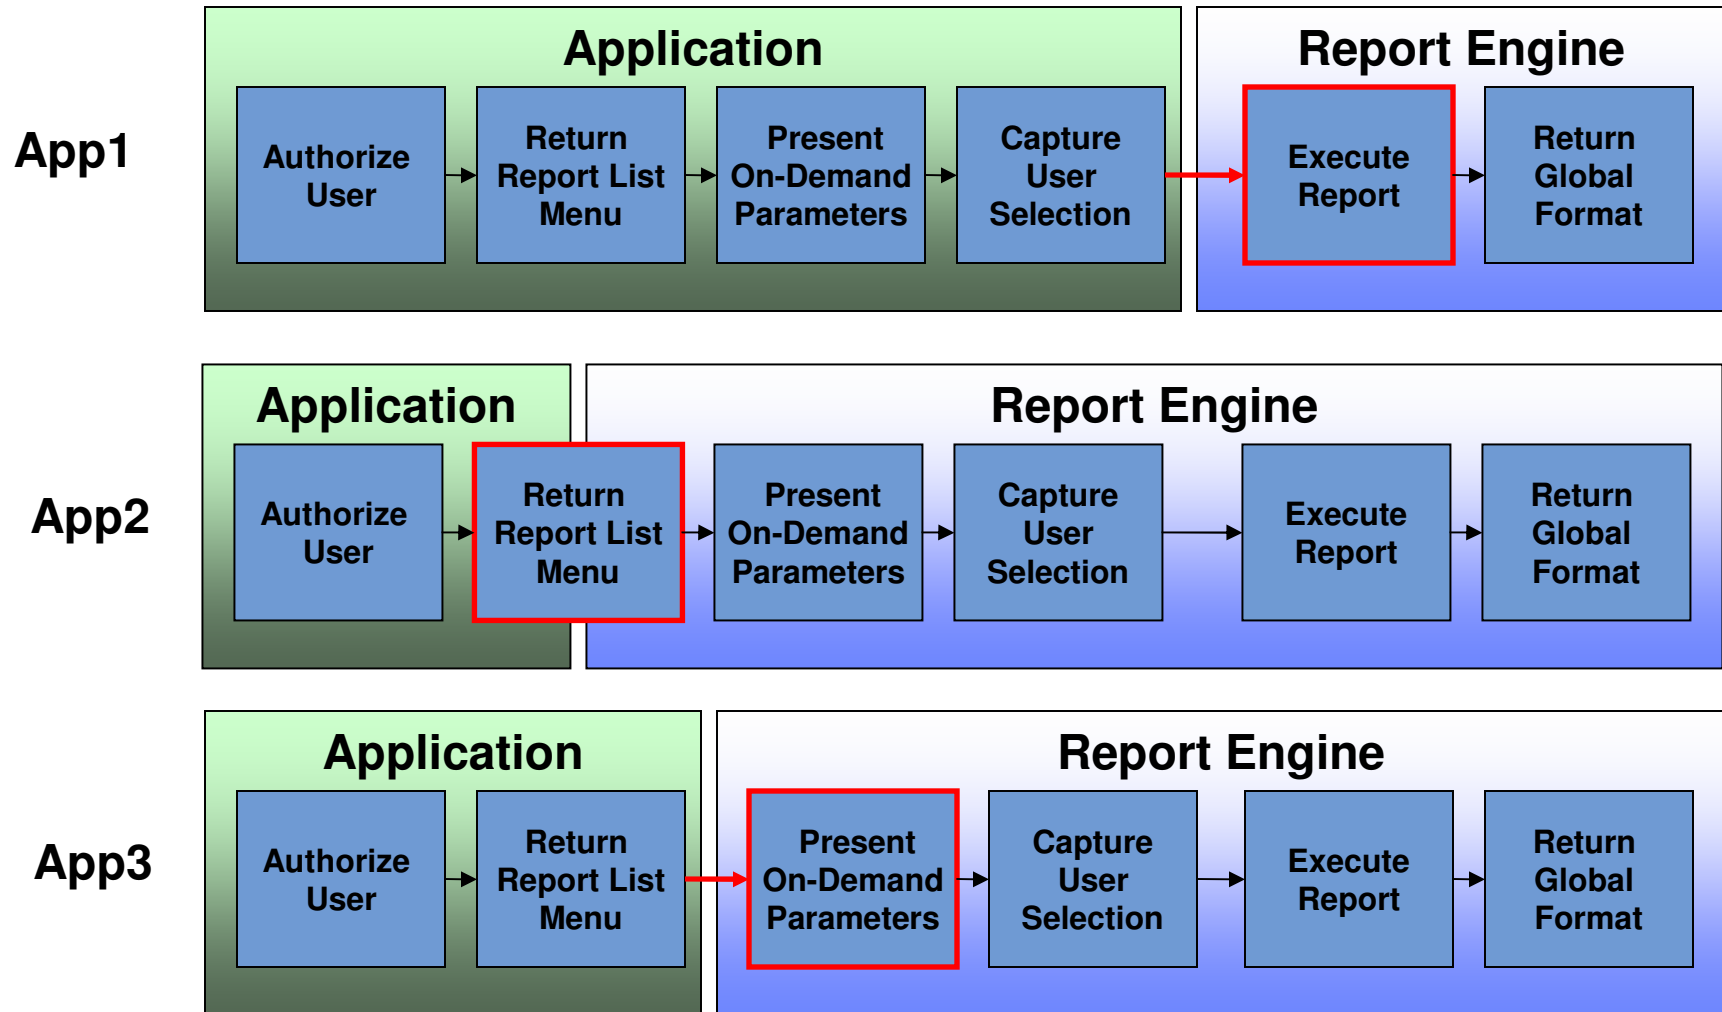 Application
Report Engine
App1
Authorize
User
Return
Report List
Menu
Present
On-Demand
Parameters
Capture
User
Selection
Execute
Report
Return
Global
Format
Application
Report Engine
App2
Authorize
User
Return
Report List
Menu
Present
On-Demand
Parameters
Capture
User
Selection
Execute
Report
Return
Global
Format
Application
Report Engine
App3
Authorize
User
Return
Report List
Menu
Present
On-Demand
Parameters
Capture
User
Selection
Execute
Report
Return
Global
Format